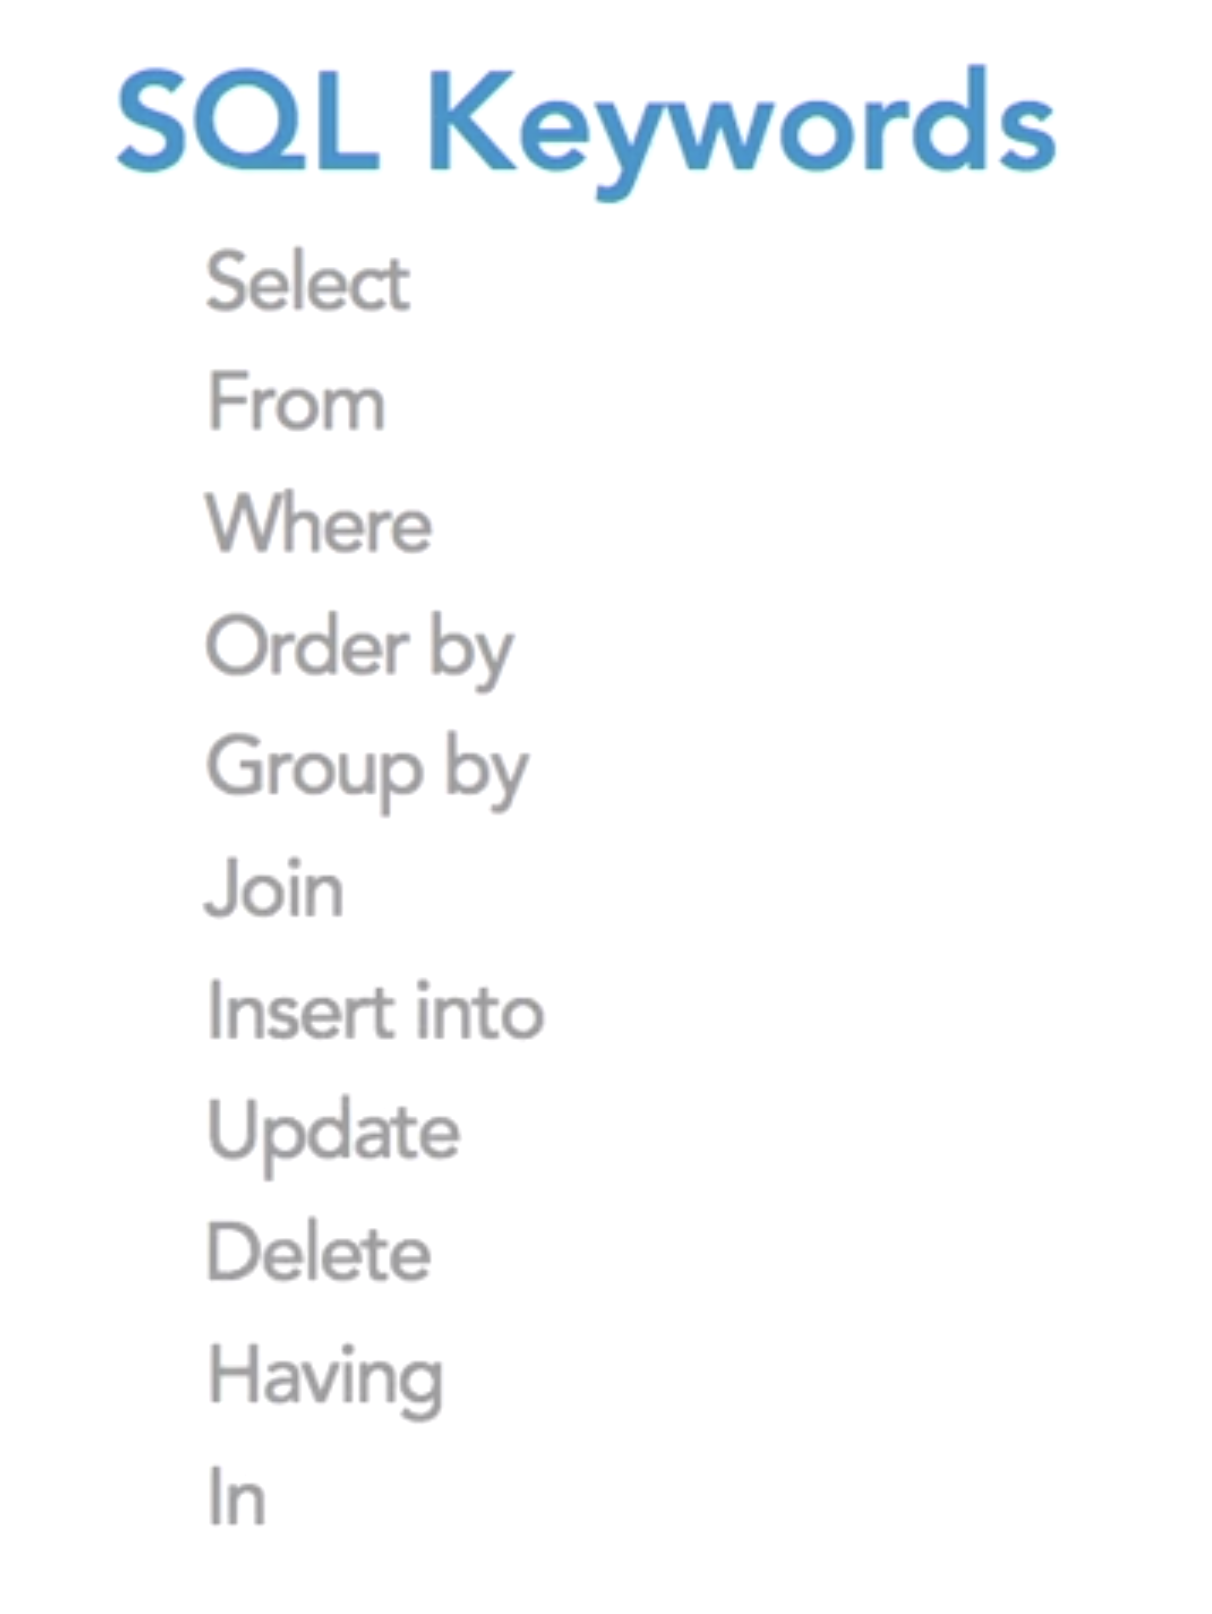 SQL Keywords
Select
From
Where
Order by
Group by
Join
Insert into
Update
Delete
Having
In